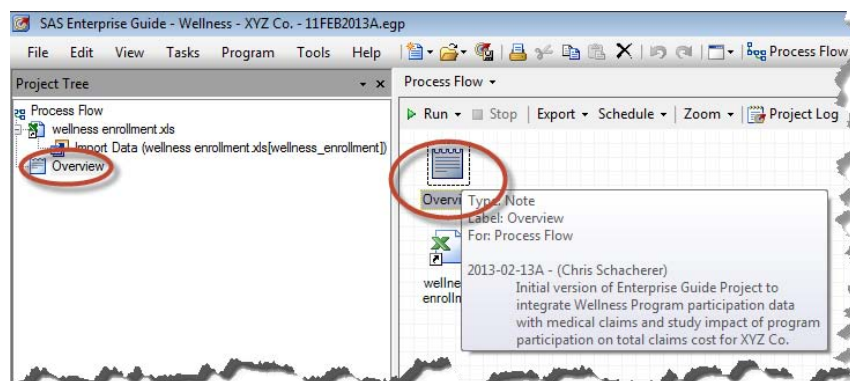 SAS Enterprise Guide - Wellness - XYZ Co. - 11FEB2013A.egp
File Edit View Tasks Program Tools Help Process Flow
Project Tree
Process Flow
wellness enrollment.xls
Import Data (wellness enrollment.xls[wellness_enrollment])
Overview
Process Flow
Run Stop Export Schedule Zoom Project Log
Overvi
wellne
enrolln
Type: Note
Label: Overview
For: Process Flow
2013-02-13A - (Chris Schacherer)
Initial version of Enterprise Guide Project to
integrate Wellness Program participation data
with medical claims and study impact of program
participation on total claims cost for XYZ Co.